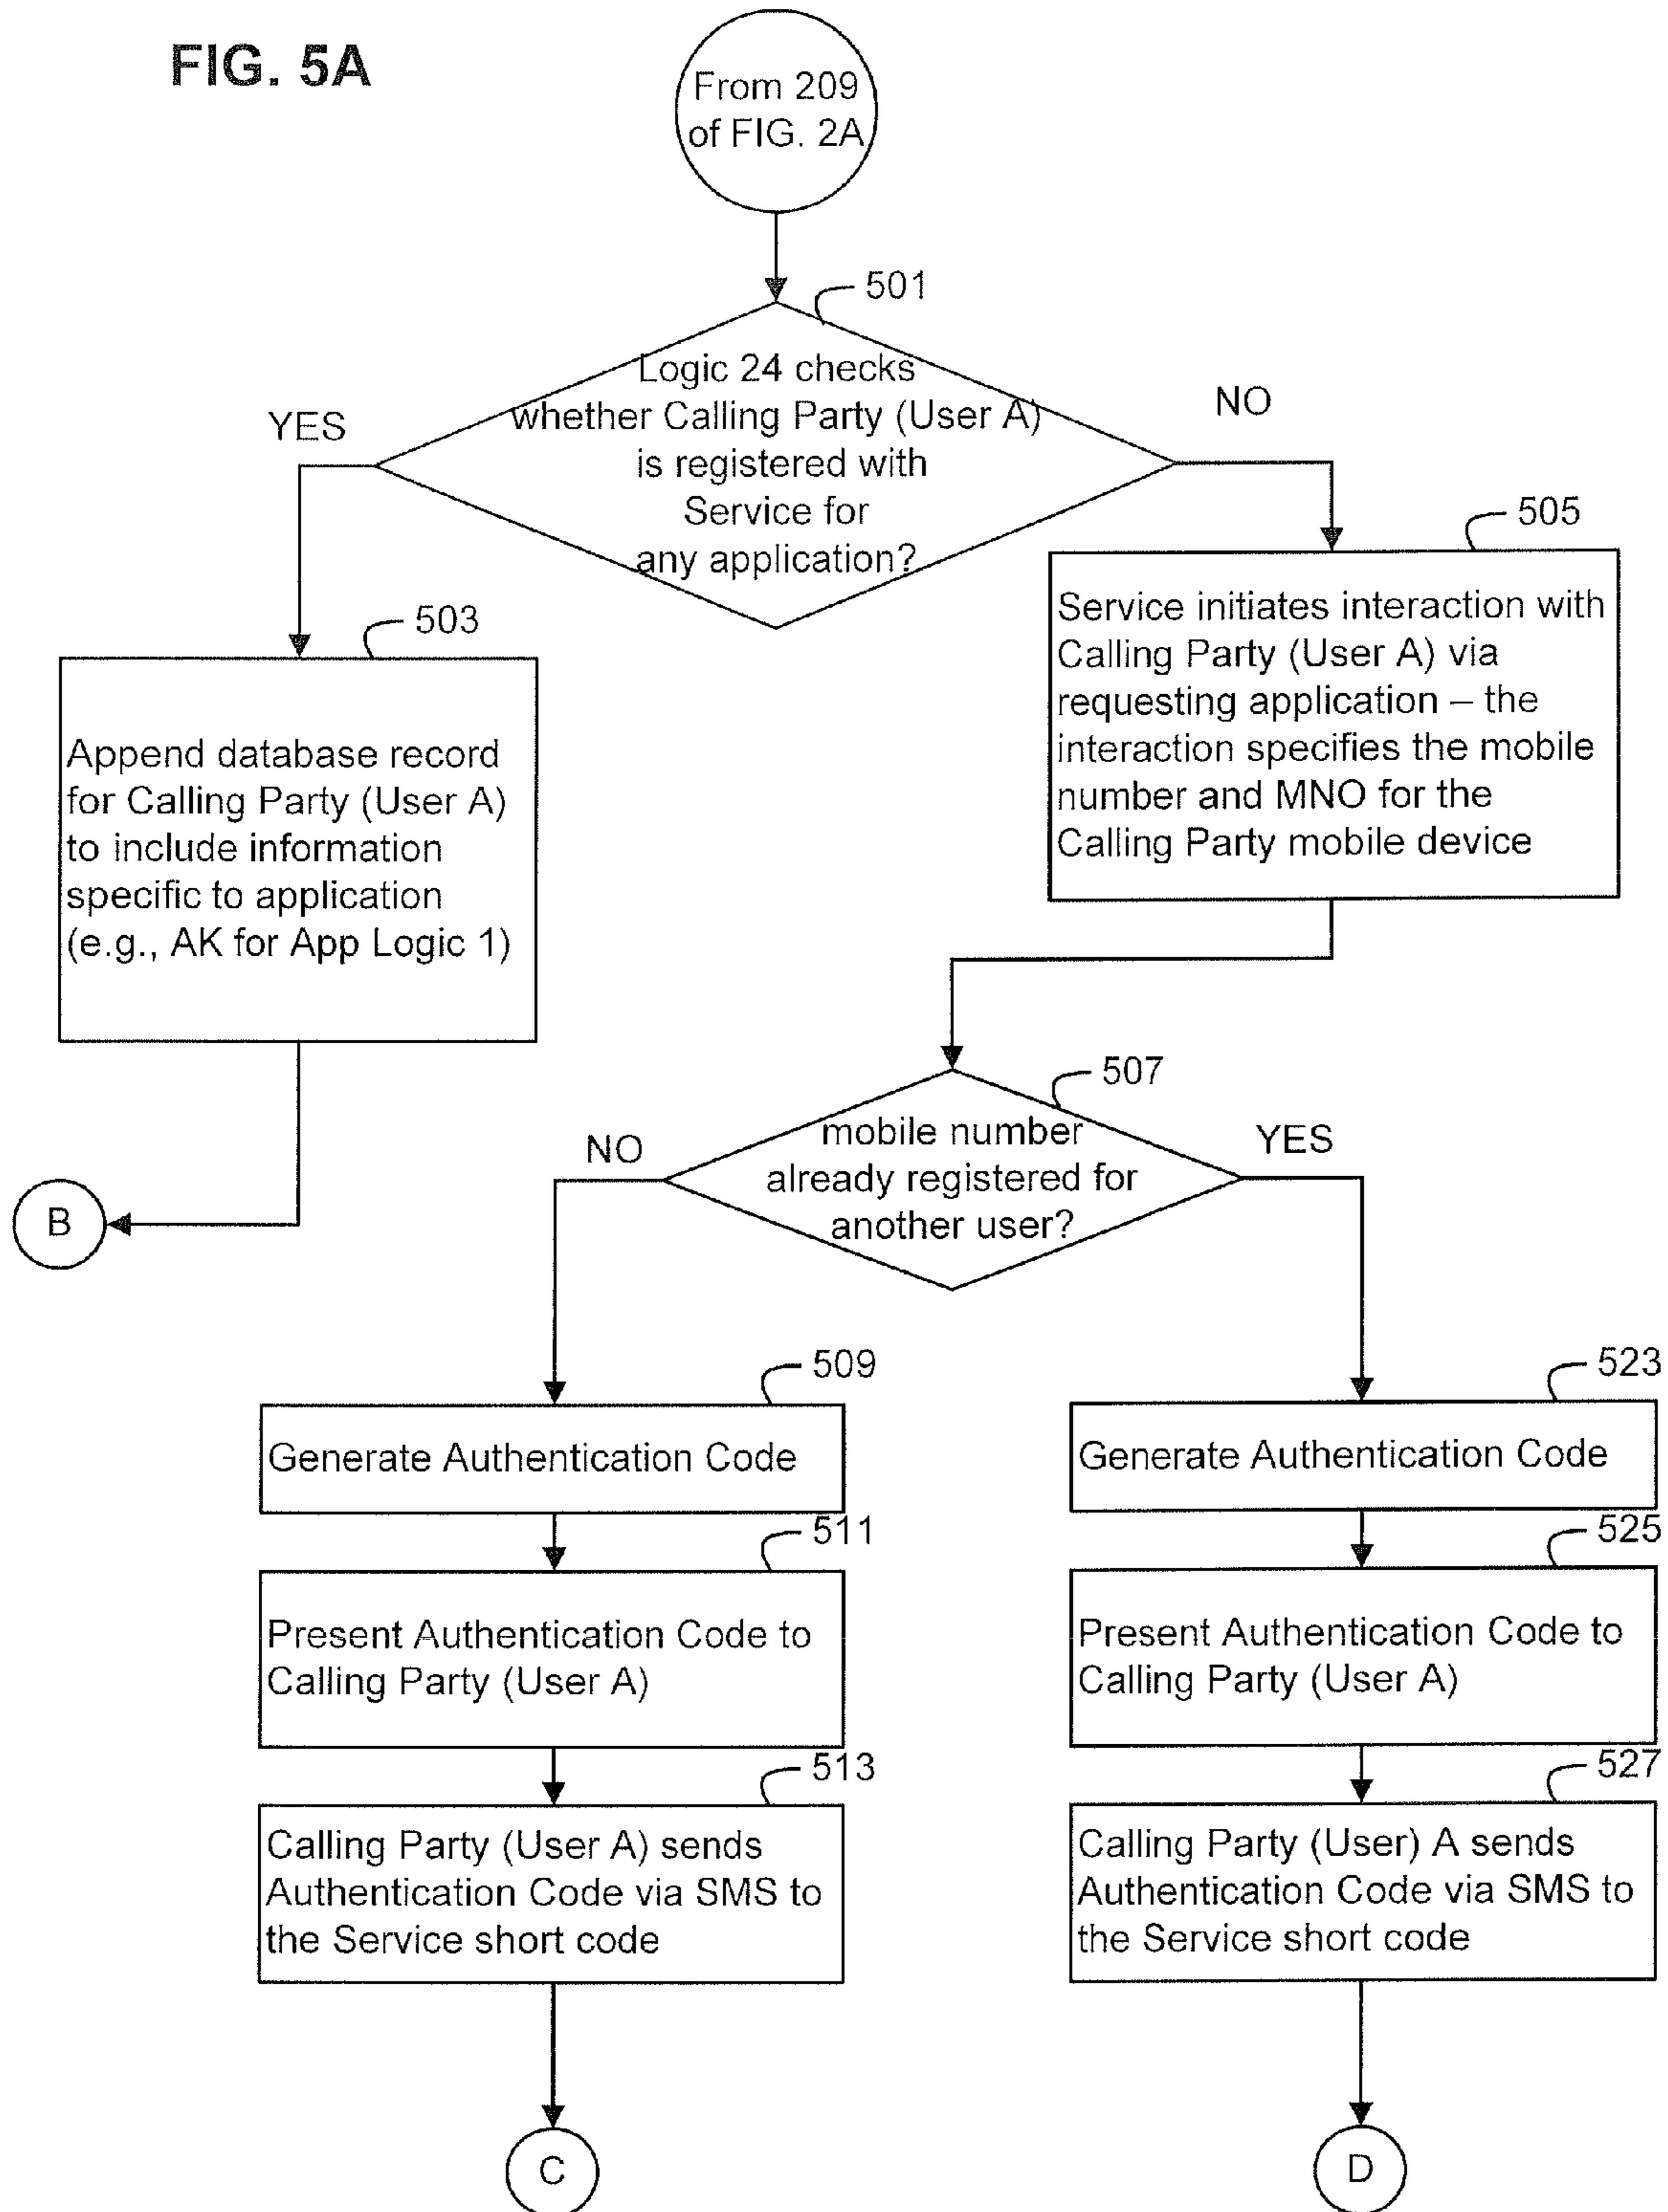 FIG. 5A
From 209
of FIG. 2A
501
Logic 24 checks
whether Calling Party (User A)
is registered with
Service for
any application?
YES
NO
503
Append database record
for Calling Party (User A)
to include information
specific to application
(e.g., AK for App Logic 1)
B
505
Service initiates interaction with
Calling Party (User A) via
requesting application – the
interaction specifies the mobile
number and MNO for the
Calling Party mobile device
507
mobile number
already registered for
another user?
NO
YES
509
Generate Authentication Code
511
Present Authentication Code to
Calling Party (User A)
513
Calling Party (User A) sends
Authentication Code via SMS to
the Service short code
C
523
Generate Authentication Code
525
Present Authentication Code to
Calling Party (User A)
527
Calling Party (User) A sends
Authentication Code via SMS to
the Service short code
D